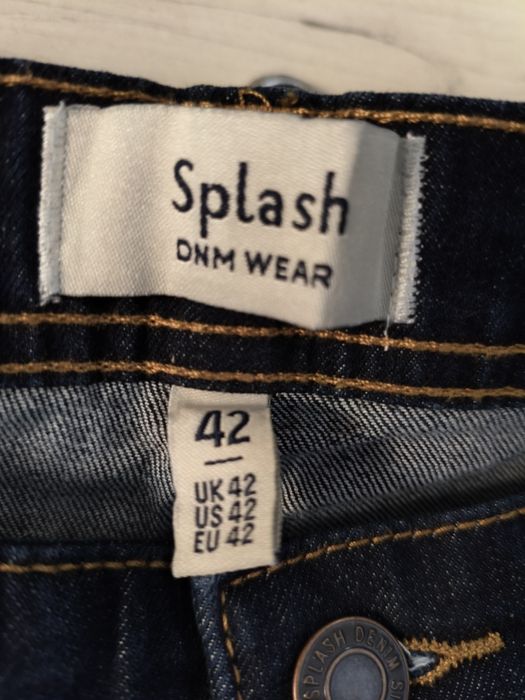 Splash
DNM WEAR
42
UK 42
US 42
EU 42
SPLASH DENIM S